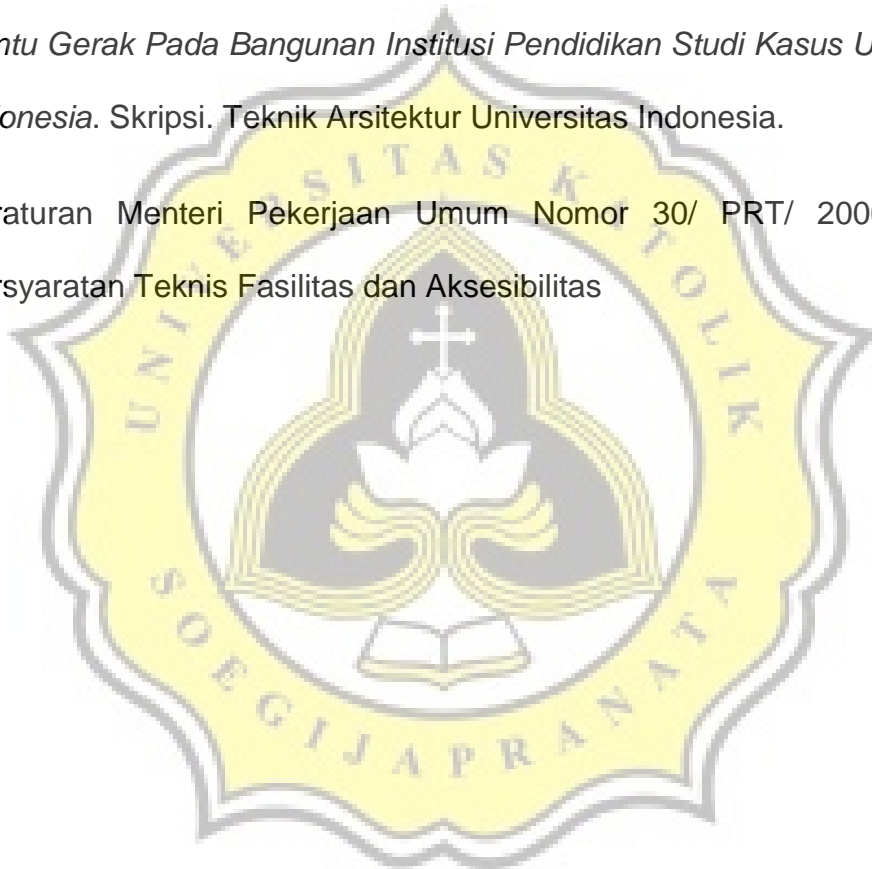 ntu Gerak Pada Bangunan Institusi Pendidikan Studi Kasus U
onesia. Skripsi. Teknik Arsitektur Universitas Indonesia.
raturan Menteri Pekerjaan Umum Nomor 30/ PRT/ 200
rsyaratan Teknis Fasilitas dan Aksesibilitas
UNIVERSITAS KATOLIK
SOEGIJAPRANATA